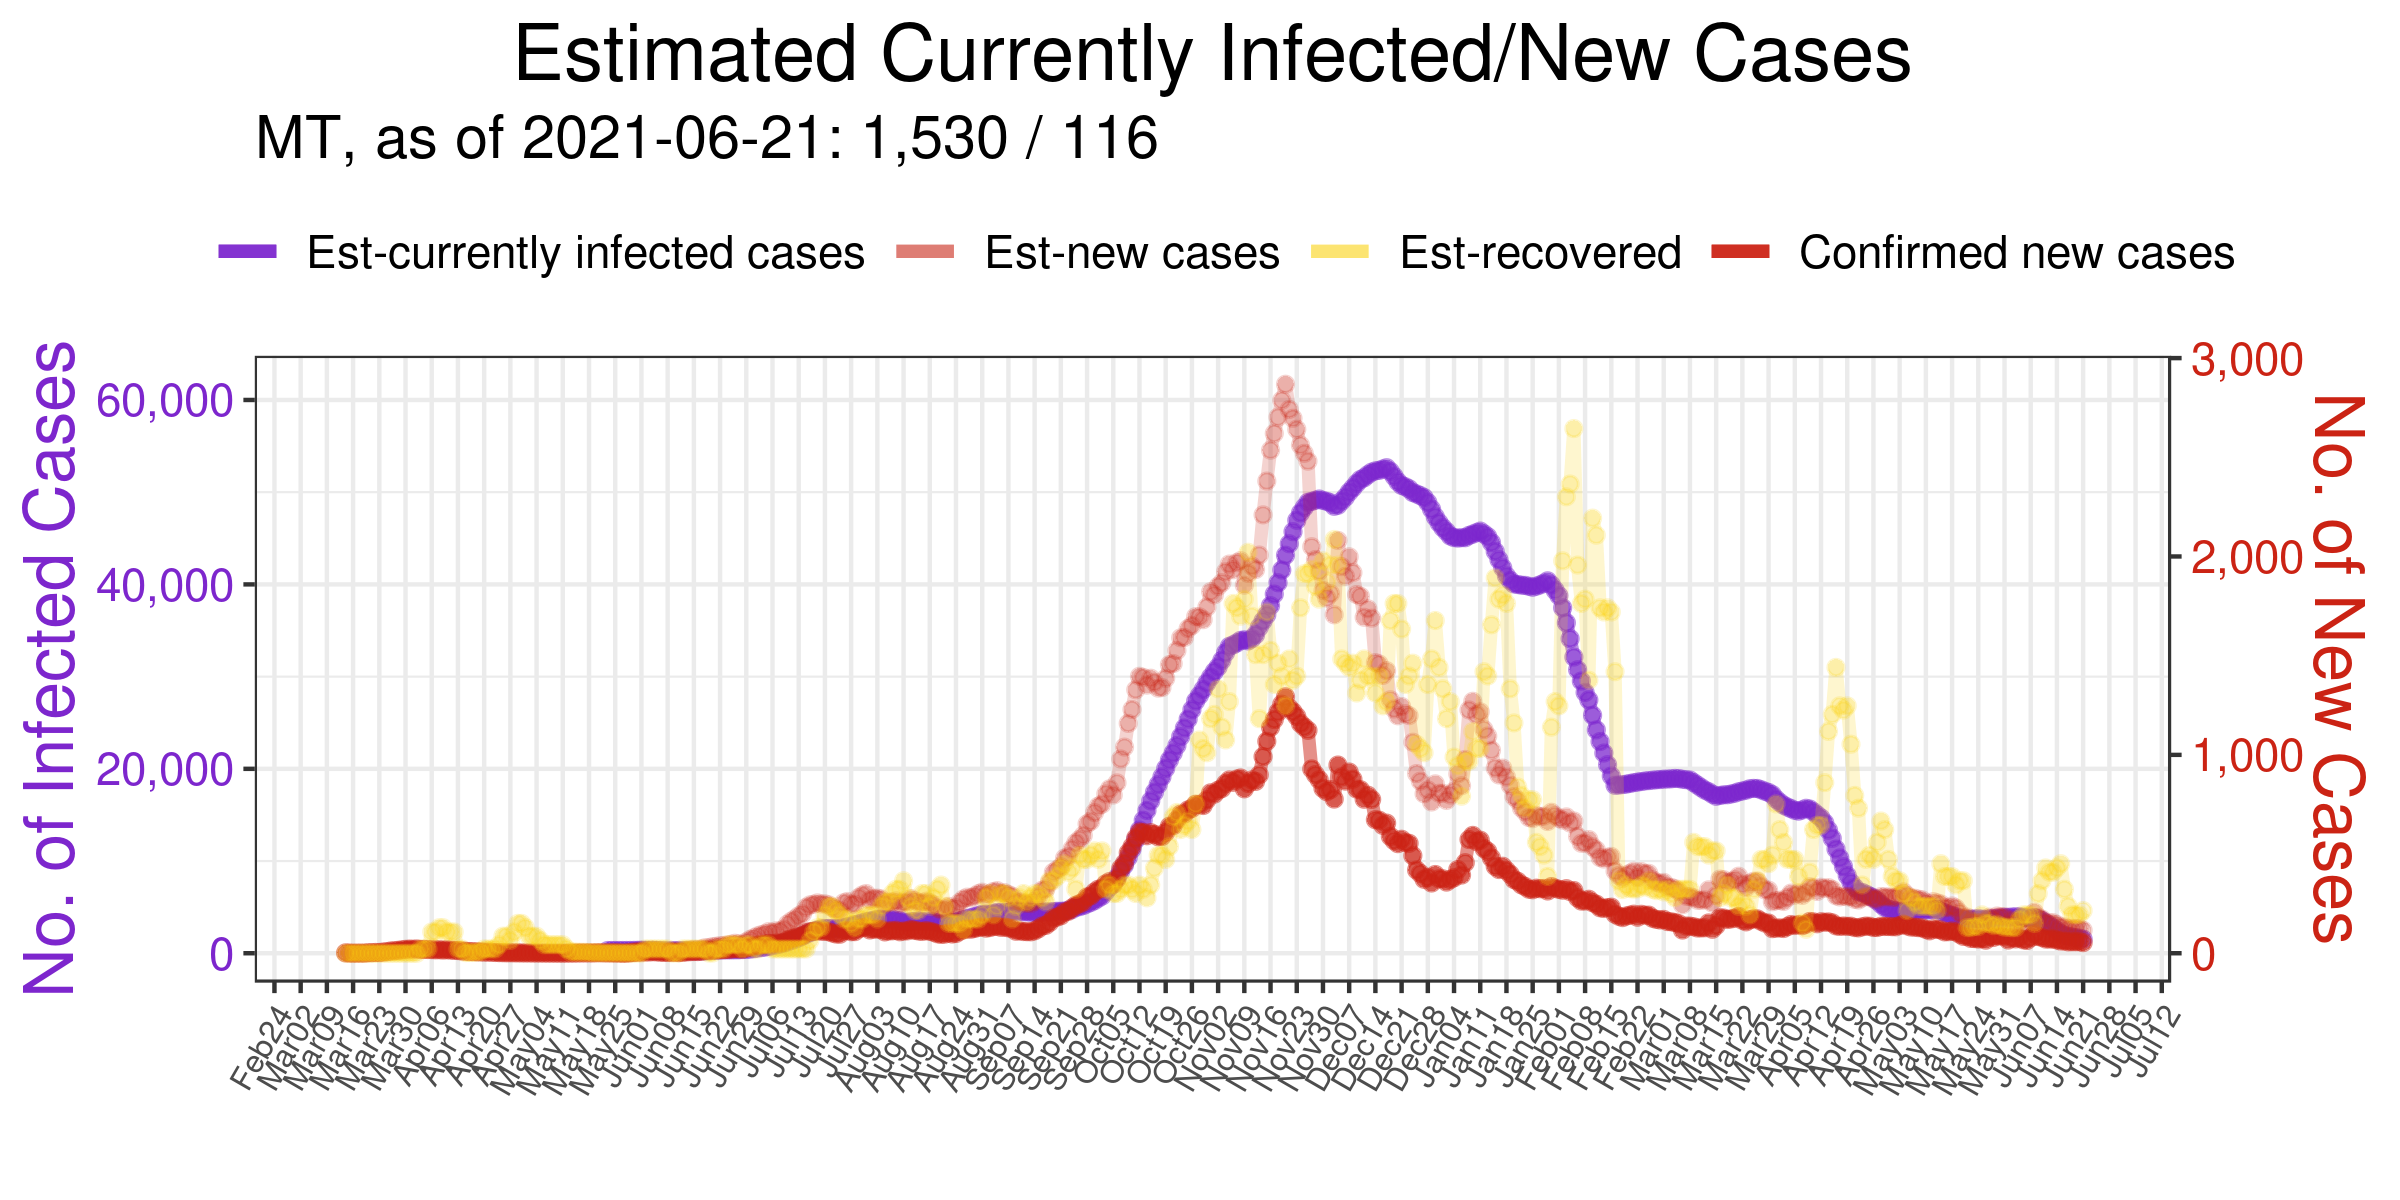 Estimated Currently Infected/New Cases
MT, as of 2021-06-21: 1,530 / 116
Est-currently infected cases
Est-new cases
Est-recovered
Confirmed new cases
No. of Infected Cases
60,000
40,000
20,000
0
3,000
2,000
1,000
0
No. of New Cases
Feb24
Mar02
Mar09
Mar16
Mar23
Mar30
Apr06
Apr13
Apr20
Apr27
May04
May11
May18
May25
Jun01
Jun08
Jun15
Jun22
Jun29
Jul06
Jul13
Jul20
Jul27
Aug03
Aug10
Aug17
Aug24
Aug31
Sep07
Sep14
Sep21
Sep28
Oct05
Oct12
Oct19
Oct26
Nov02
Nov09
Nov16
Nov23
Nov30
Dec07
Dec14
Dec21
Dec28
Jan04
Jan11
Jan18
Jan25
Feb01
Feb08
Feb15
Feb22
Mar01
Mar08
Mar15
Mar22
Mar29
Apr05
Apr12
Apr19
Apr26
May03
May10
May17
May24
May31
Jun07
Jun14
Jun21
Jun28
Jul05
Jul12